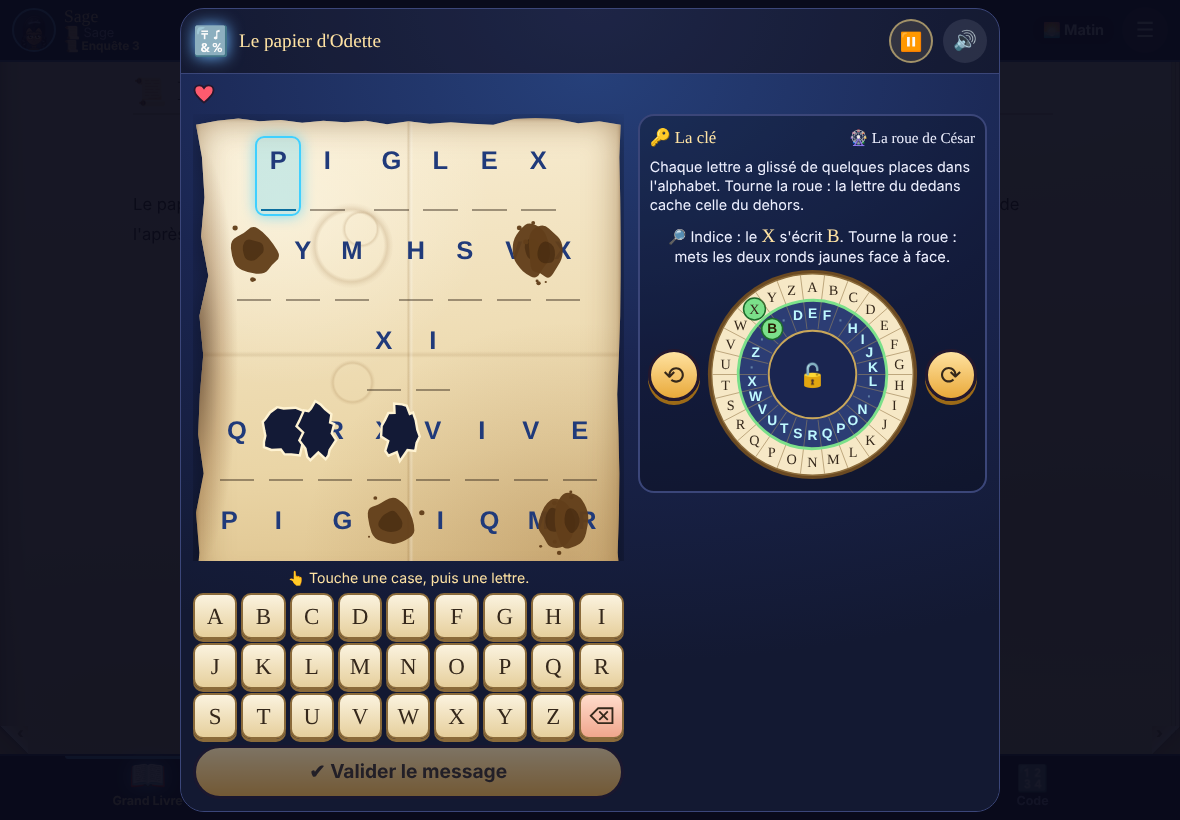 Sage
Sage
Enquête 3
Le papier d'Odette
Matin
P I G L E X
Y M H S
X I
Q V I V E
P I G I Q
👆 Touche une case, puis une lettre.
A B C D E F G H I
J K L M N O P Q R
S T U V W X Y Z
✔ Valider le message
🔑 La clé
🎡 La roue de César
Chaque lettre a glissé de quelques places dans
l'alphabet. Tourne la roue : la lettre du dedans
cache celle du dehors.
🔎 Indice : le X s'écrit B. Tourne la roue :
mets les deux ronds jaunes face à face.
A B C D E F G H I J K L M N O P Q R S T U V W X Y Z
B D E F H I J K L N O P Q R S T U V W X Z
Grand Livre
Code